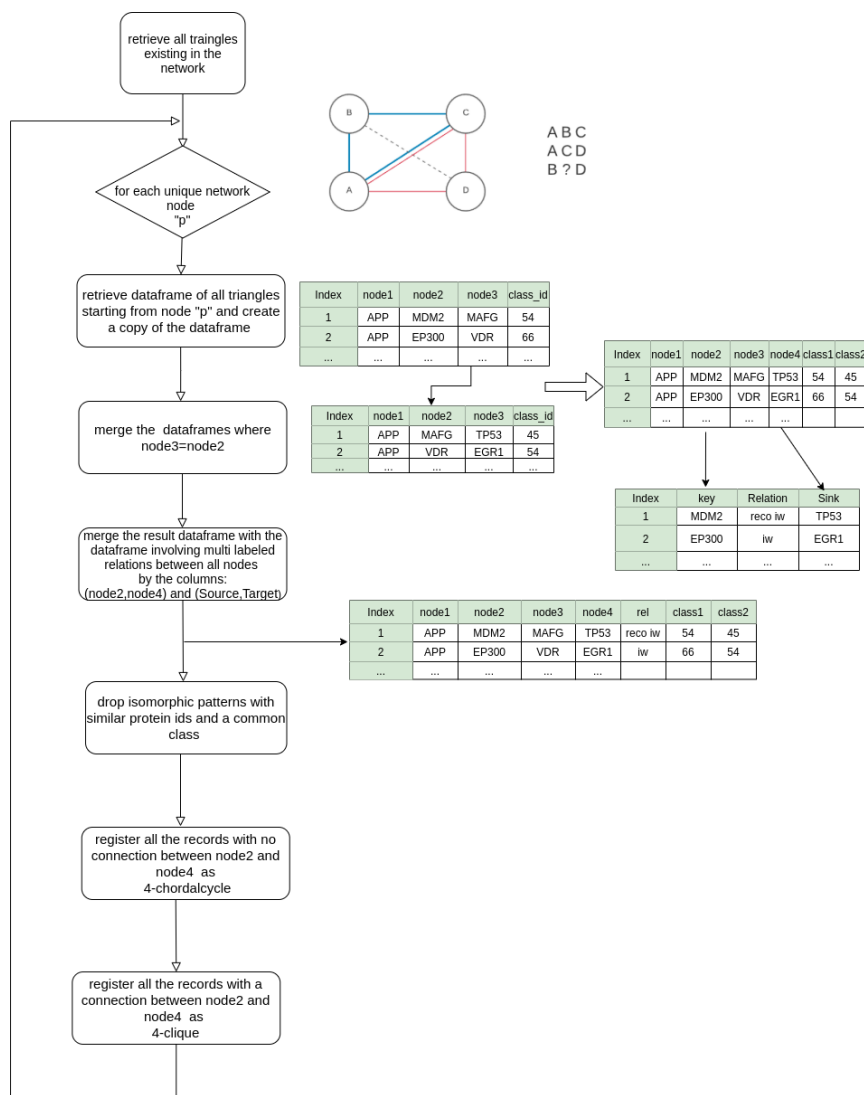 retrieve all traingles
existing in the
network
B
C
A
D
A B C
A C D
B ? D
for each unique network
node
"p"
retrieve dataframe of all triangles
starting from node "p" and create
a copy of the dataframe
Index node1 node2 node3 class_id
1 APP MDM2 MAFG 54
2 APP EP300 VDR 66
... ... ... ... ...
Index node1 node2 node3 node4 class1 class2
1 APP MDM2 MAFG TP53 54 45
2 APP EP300 VDR EGR1 66 54
... ... ... ... ...
merge the dataframes where
node3=node2
Index node1 node2 node3 class_id
1 APP MAFG TP53 45
2 APP VDR EGR1 54
... ... ... ... ...
Index key Relation Sink
1 MDM2 reco iw TP53
2 EP300 iw EGR1
... ... ... ...
merge the result dataframe with the
dataframe involving multi labeled
relations between all nodes
by the columns:
(node2,node4) and (Source,Target)
Index node1 node2 node3 node4 rel class1 class2
1 APP MDM2 MAFG TP53 reco iw 54 45
2 APP EP300 VDR EGR1 iw 66 54
... ... ... ... ...
drop isomorphic patterns with
similar protein ids and a common
class
register all the records with no
connection between node2 and
node4 as
4-chordalcycle
register all the records with a
connection between node2 and
node4 as
4-clique